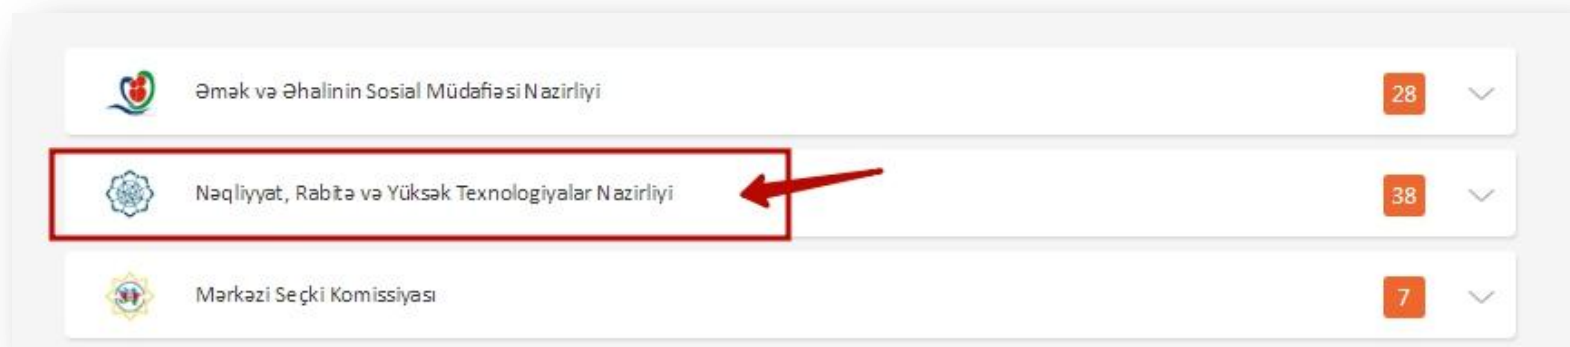 Əmək və Əhalinin Sosial Müdafiəsi Nazirliyi 28
Nəqliyyat, Rabitə və Yüksək Texnologiyalar Nazirliyi 38
Mərkəzi Seçki Komissiyası 7